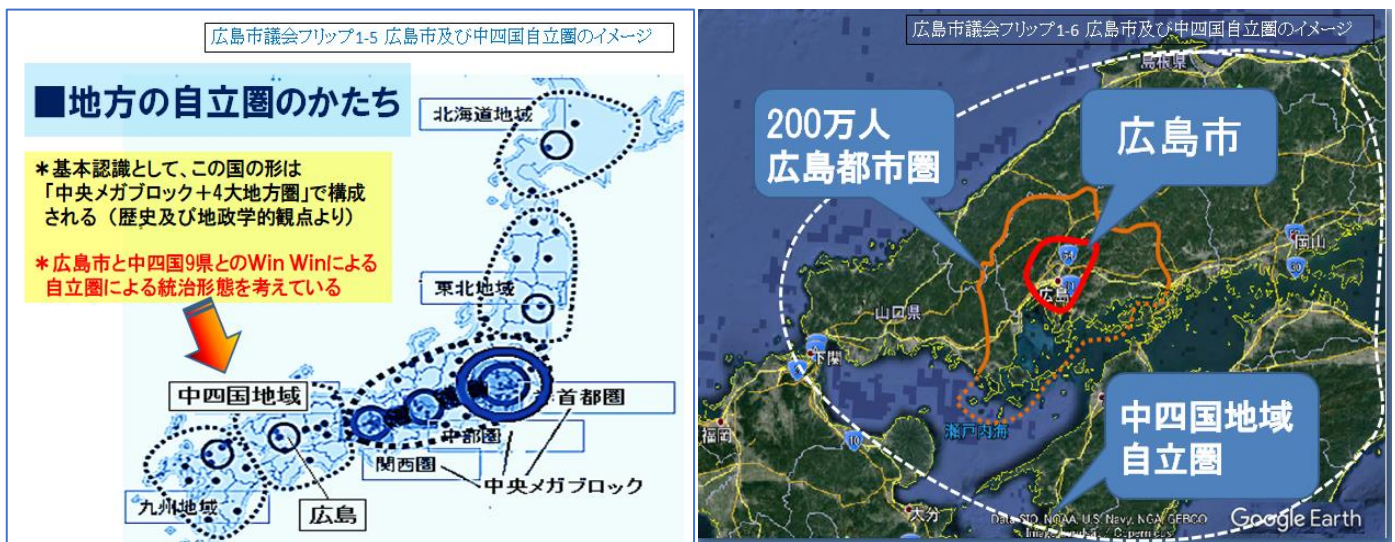 広島市議会フリップ1-5 広島市及び中四国自立圏のイメージ
■地方の自立圏のかたち
*基本認識として、この国の形は
「中央メガブロック+4大地方圏」で構成
される(歴史及び地政学的観点より)
*広島市と中四国9県とのWin Winによる
自立圏による統治形態を考えている
北海道地域
東北地域
中四国地域
首都圏
中部圏
関西圏
中央メガブロック
九州地域
広島
広島市議会フリップ1-6 広島市及び中四国自立圏のイメージ
島根県
200万人
広島都市圏
広島市
岡山
広島
山口県
下関
福岡
瀬戸内海
中四国地域
自立圏
10
大分
Data SIO, NOAA, U.S. Navy, NGA, GEBCO
Image Landsat / Copernicus
Google Earth